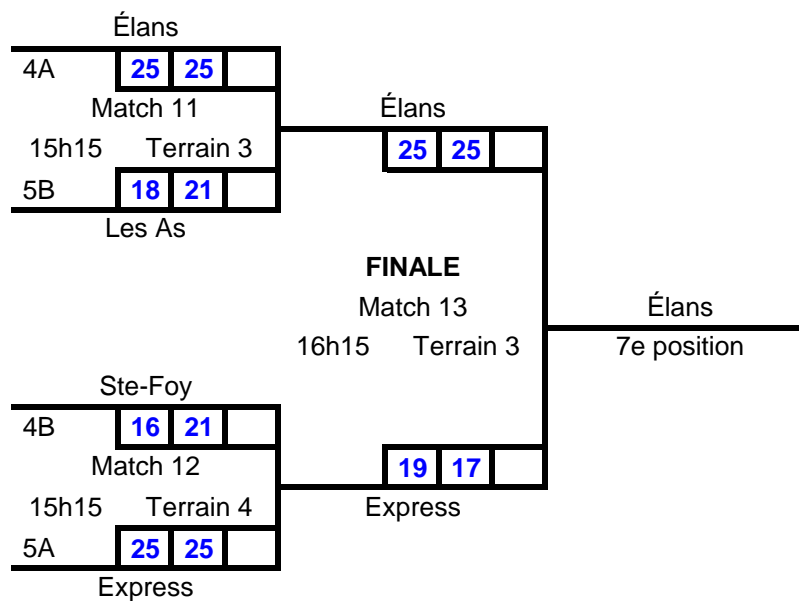 Élans
4A 25 25
Match 11
15h15 Terrain 3
5B 18 21
Les As
Élans
25 25
FINALE
Match 13
16h15 Terrain 3
Élans
7e position
Ste-Foy
4B 16 21
Match 12
15h15 Terrain 4
5A 25 25
Express
19 17
Express